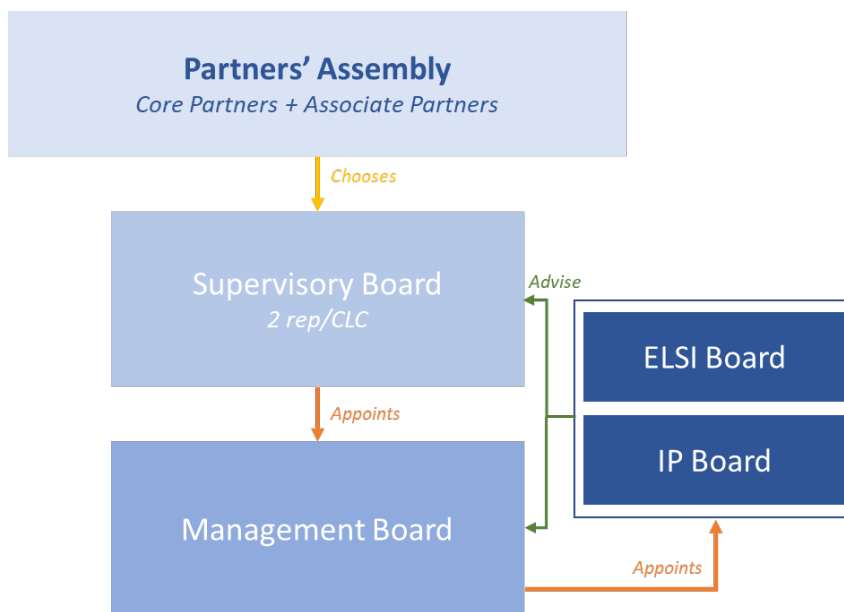 Partners’ Assembly
Core Partners + Associate Partners
Chooses
Supervisory Board
2 rep/CLC
Advise
ELSI Board
Appoints
IP Board
Management Board
Appoints